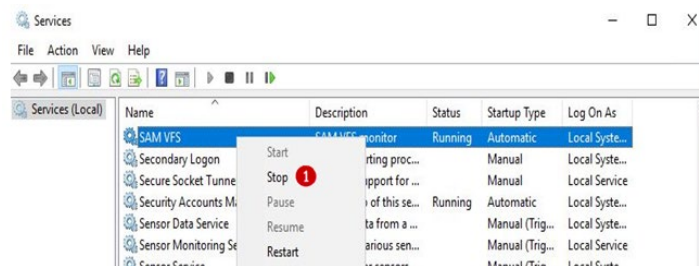 Services
File Action View Help
Services (Local)
Name Description Status Startup Type Log On As
SAM VFS SAM VFS monitor Running Automatic Local Syste...
Secondary Logon rting proc... Manual Local Syste...
Secure Socket Tunne pport for ... Manual Local Service
Security Accounts Ma of this se... Running Automatic Local Syste...
Sensor Data Service ta from a ... Manual (Trig... Local Syste...
Sensor Monitoring Se arious sen... Manual (Trig... Local Service
Start
Stop 1
Pause
Resume
Restart